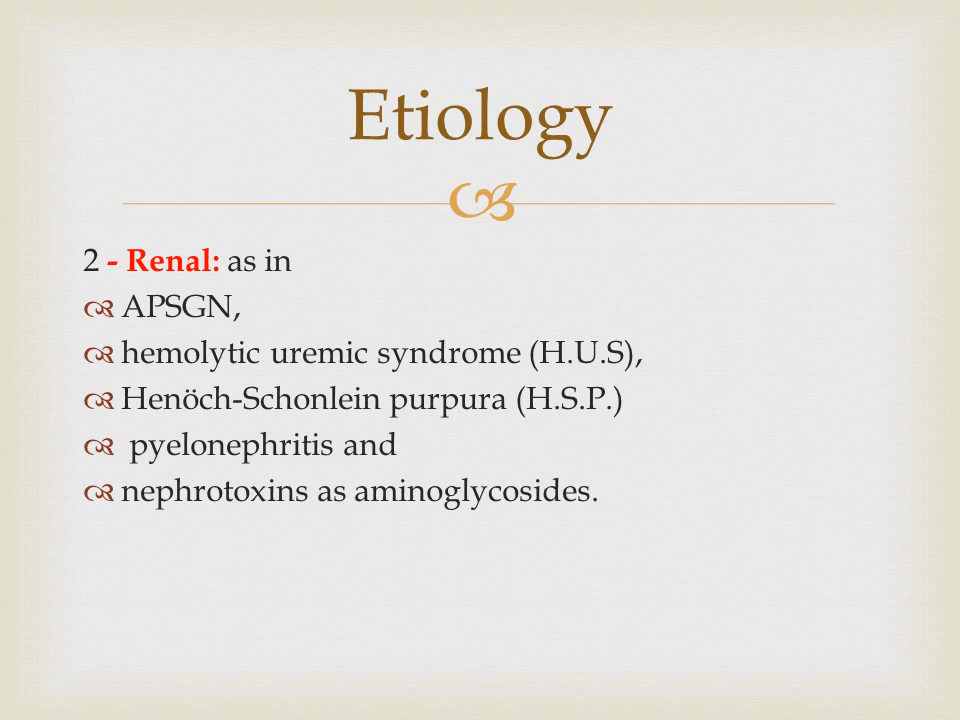 Etiology
2 - Renal: as in
APSGN,
hemolytic uremic syndrome (H.U.S),
Henöch-Schonlein purpura (H.S.P.)
pyelonephritis and
nephrotoxins as aminoglycosides.